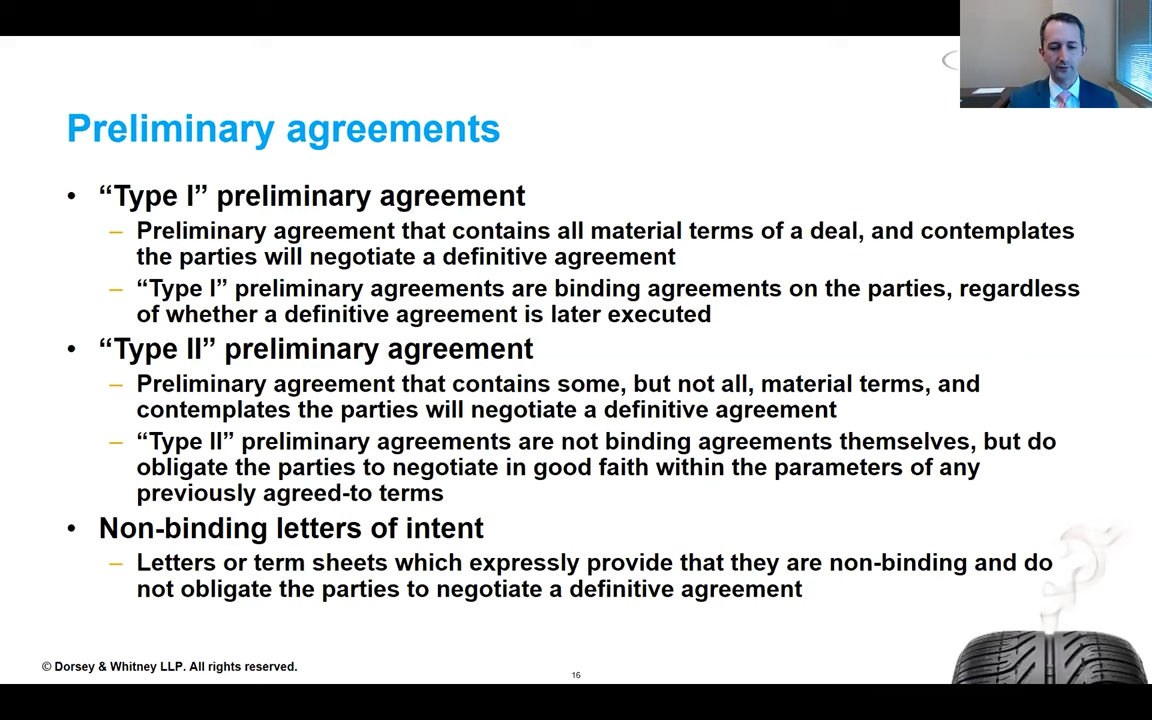 Preliminary agreements
• “Type I” preliminary agreement
– Preliminary agreement that contains all material terms of a deal, and contemplates
the parties will negotiate a definitive agreement
– “Type I” preliminary agreements are binding agreements on the parties, regardless
of whether a definitive agreement is later executed
• “Type II” preliminary agreement
– Preliminary agreement that contains some, but not all, material terms, and
contemplates the parties will negotiate a definitive agreement
– “Type II” preliminary agreements are not binding agreements themselves, but do
obligate the parties to negotiate in good faith within the parameters of any
previously agreed-to terms
• Non-binding letters of intent
– Letters or term sheets which expressly provide that they are non-binding and do
not obligate the parties to negotiate a definitive agreement
© Dorsey & Whitney LLP. All rights reserved.
16